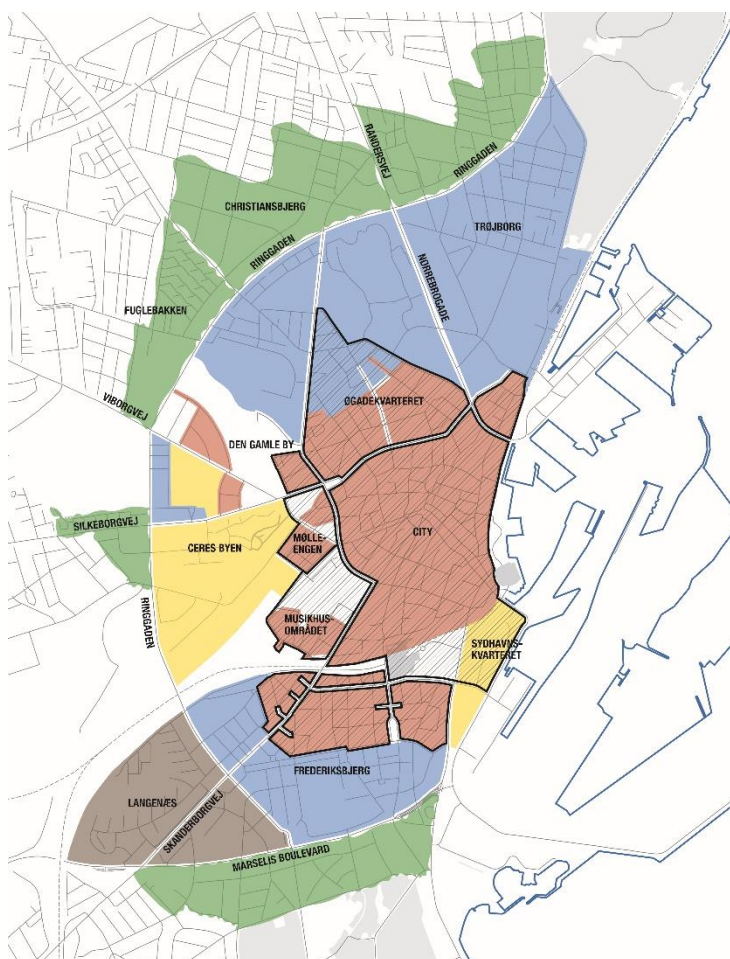 RANDERSVEJ
RINGGADEN
CHRISTIANSBJERG
TRØJBORG
RINGGADEN
NØRREBROGADE
FUGLEBAKKEN
VIBORGVEJ
ØGADEKVARTERET
DEN GAMLE BY
SILKEBORGVEJ
CITY
CERES BYEN
MØLLE-
ENGEN
RINGGADEN
MUSIKHUS-
OMRÅDET
SYDHAVNS-
KVARTERET
FREDERIKSBJERG
LANGENÆS
SKANDERBORGVEJ
MARSELIS BOULEVARD